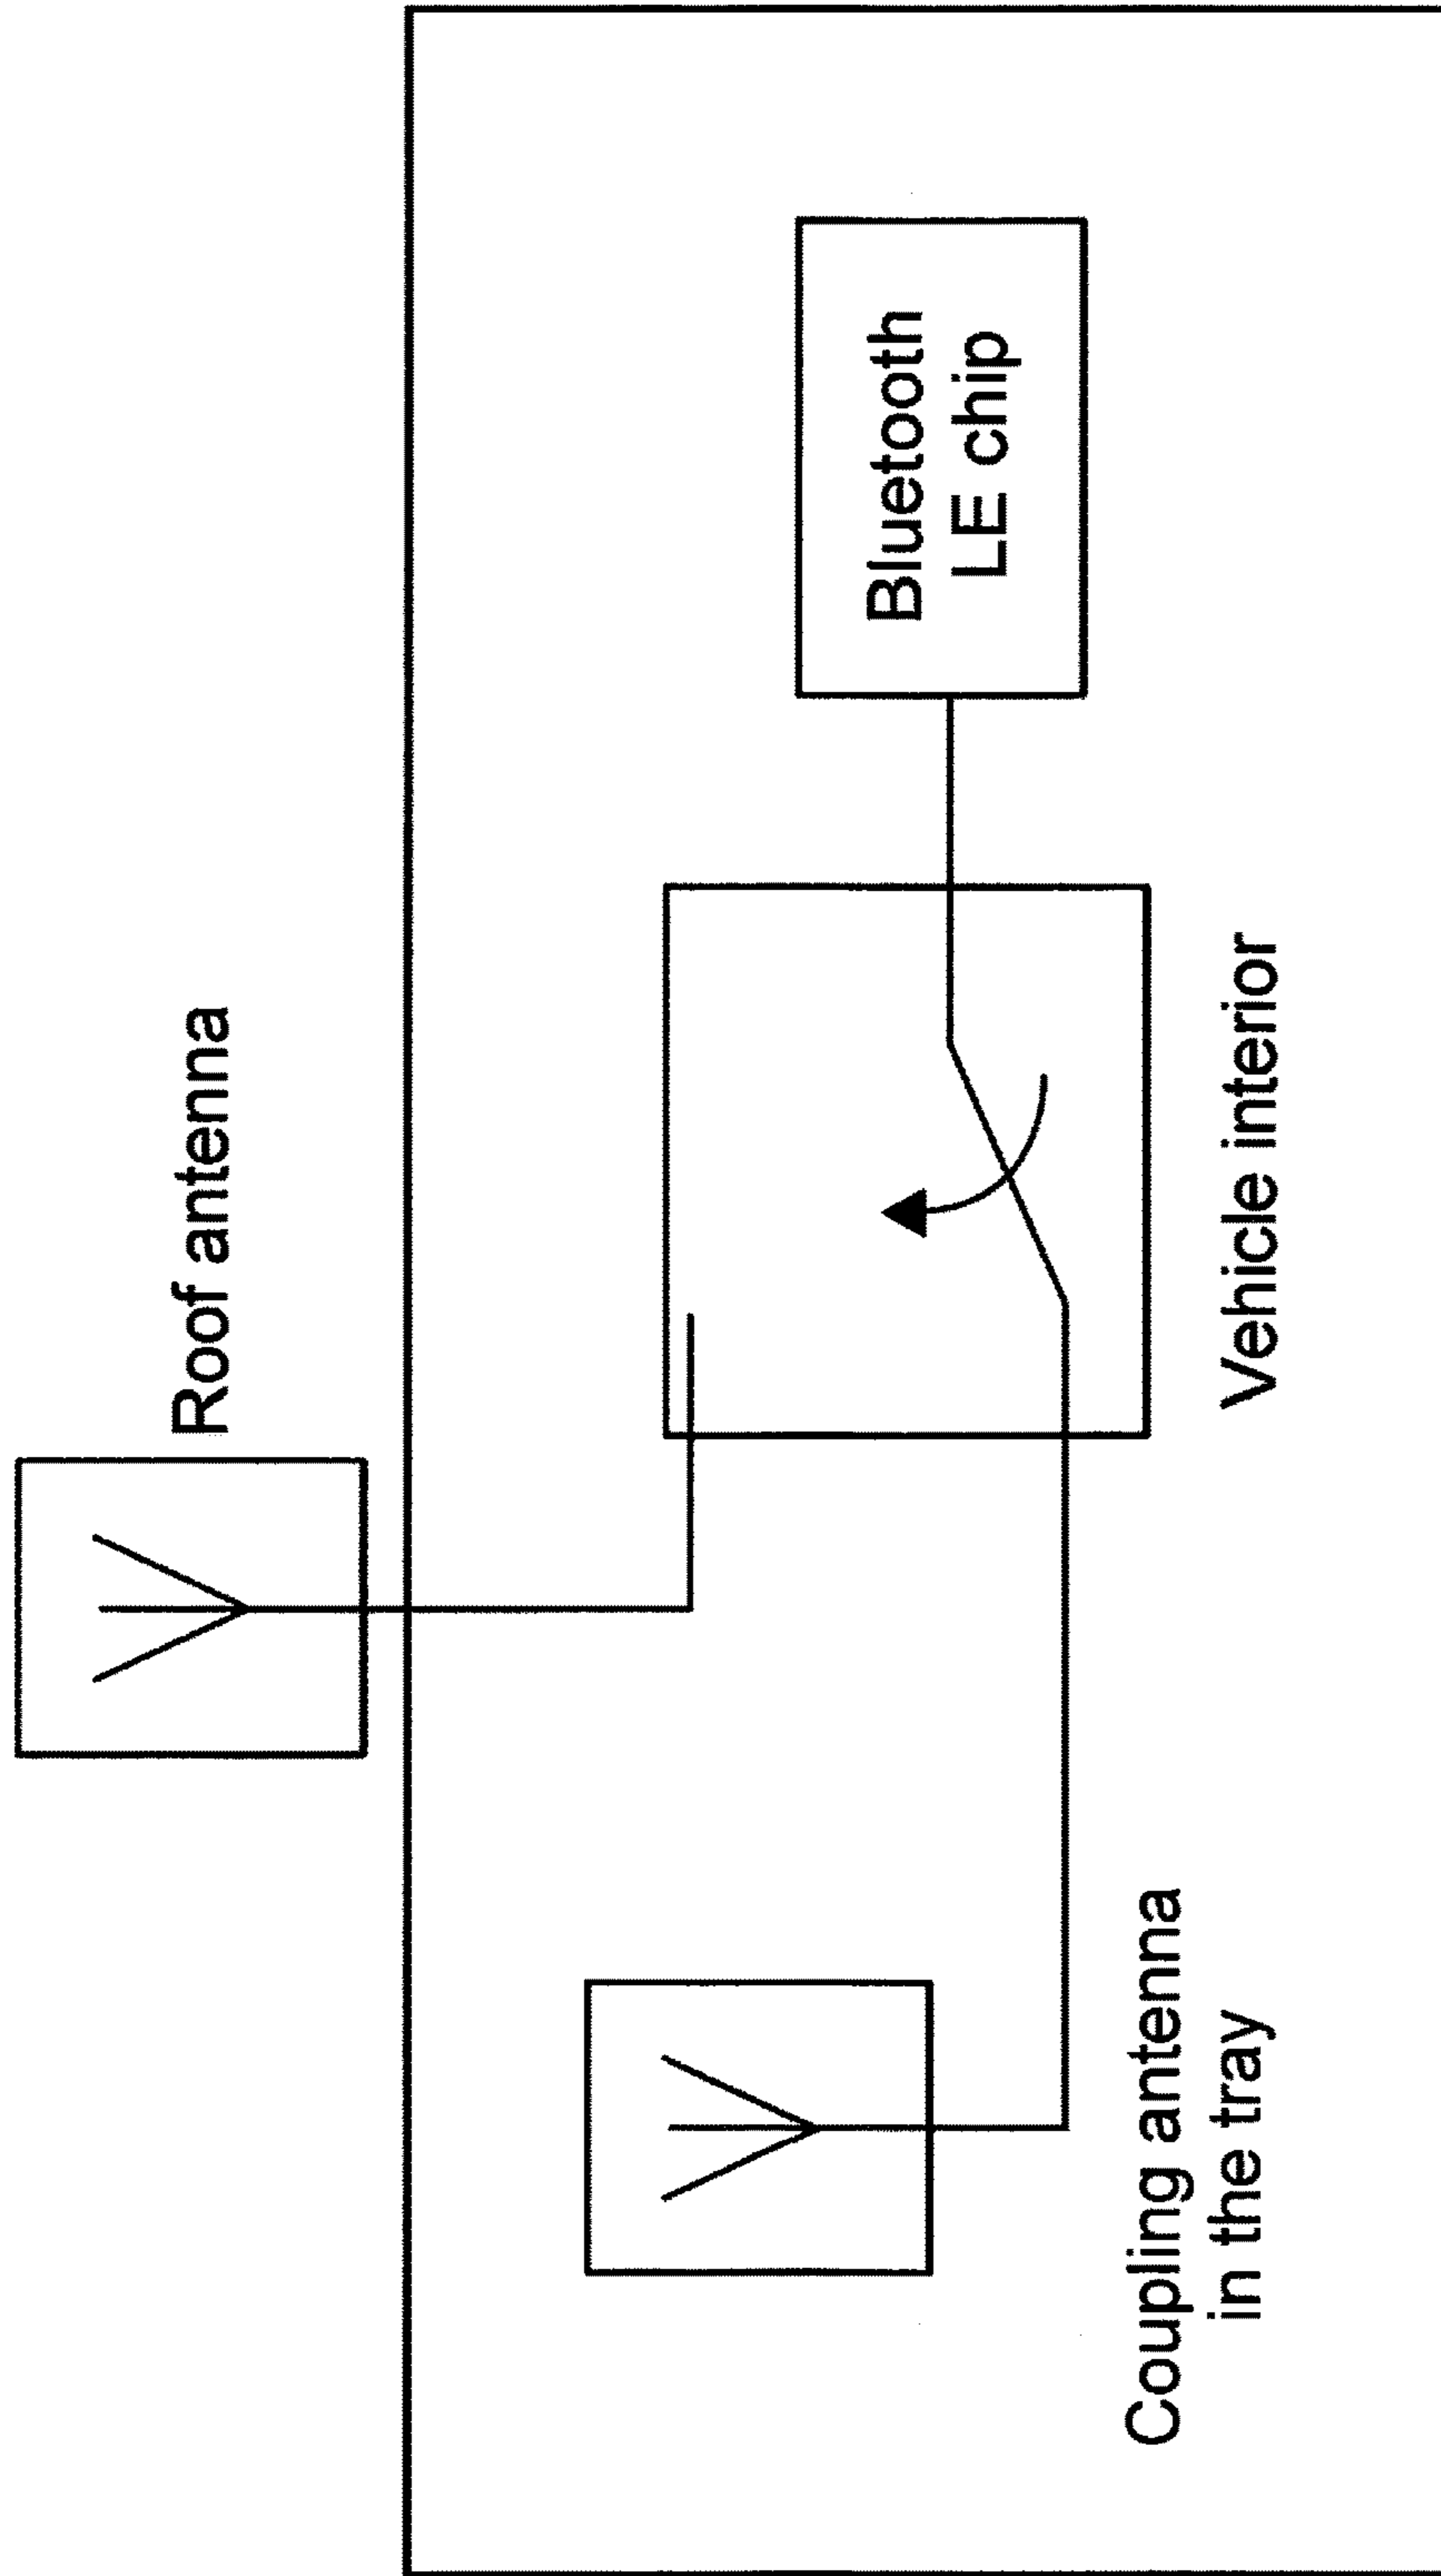 Roof antenna
Bluetooth
LE chip
Vehicle interior
Coupling antenna
in the tray